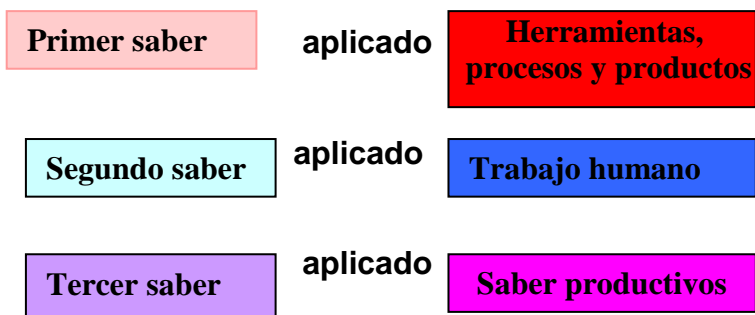 Primer saber aplicado Herramientas,
procesos y productos
Segundo saber aplicado Trabajo humano
Tercer saber aplicado Saber productivos